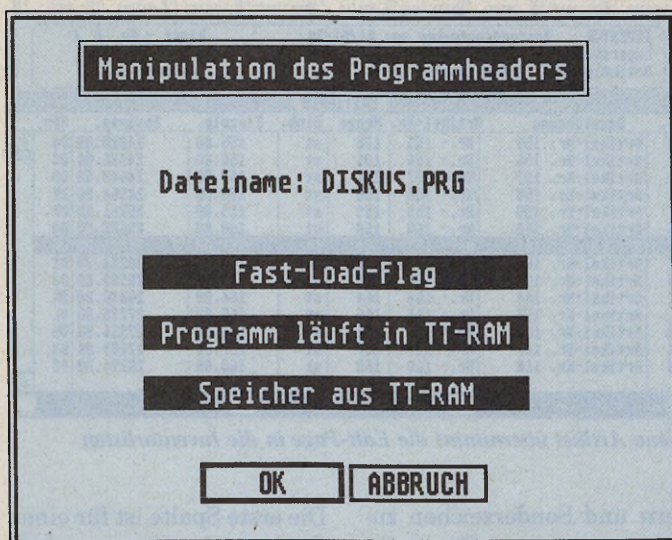 Manipulation des Programmheaders
Dateiname: DISKUS.PRG
Fast-Load-Flag
Programm läuft in TT-RAM
Speicher aus TT-RAM
OK ABBRUCH